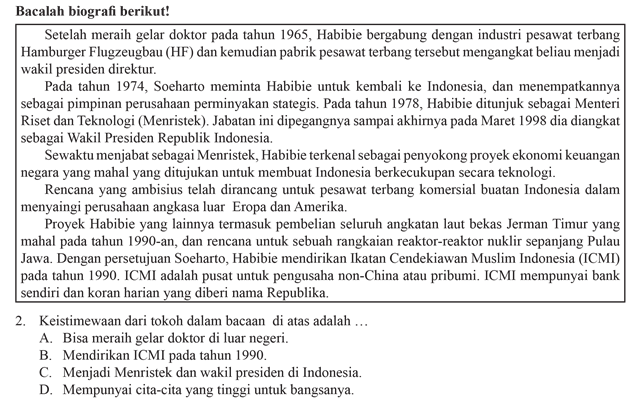 Bacalah biografi berikut!
Setelah meraih gelar doktor pada tahun 1965, Habibie bergabung dengan industri pesawat terbang
Hamburger Flugzeugbau (HF) dan kemudian pabrik pesawat terbang tersebut mengangkat beliau menjadi
wakil presiden direktur.
Pada tahun 1974, Soeharto meminta Habibie untuk kembali ke Indonesia, dan menempatkannya
sebagai pimpinan perusahaan perminyakan stategis. Pada tahun 1978, Habibie ditunjuk sebagai Menteri
Riset dan Teknologi (Menristek). Jabatan ini dipegangnya sampai akhirnya pada Maret 1998 dia diangkat
sebagai Wakil Presiden Republik Indonesia.
Sewaktu menjabat sebagai Menristek, Habibie terkenal sebagai penyokong proyek ekonomi keuangan
negara yang mahal yang ditujukan untuk membuat Indonesia berkecukupan secara teknologi.
Rencana yang ambisius telah dirancang untuk pesawat terbang komersial buatan Indonesia dalam
menyaingi perusahaan angkasa luar Eropa dan Amerika.
Proyek Habibie yang lainnya termasuk pembelian seluruh angkatan laut bekas Jerman Timur yang
mahal pada tahun 1990-an, dan rencana untuk sebuah rangkaian reaktor-reaktor nuklir sepanjang Pulau
Jawa. Dengan persetujuan Soeharto, Habibie mendirikan Ikatan Cendekiawan Muslim Indonesia (ICMI)
pada tahun 1990. ICMI adalah pusat untuk pengusaha non-China atau pribumi. ICMI mempunyai bank
sendiri dan koran harian yang diberi nama Republika.
2. Keistimewaan dari tokoh dalam bacaan di atas adalah …
A. Bisa meraih gelar doktor di luar negeri.
B. Mendirikan ICMI pada tahun 1990.
C. Menjadi Menristek dan wakil presiden di Indonesia.
D. Mempunyai cita-cita yang tinggi untuk bangsanya.